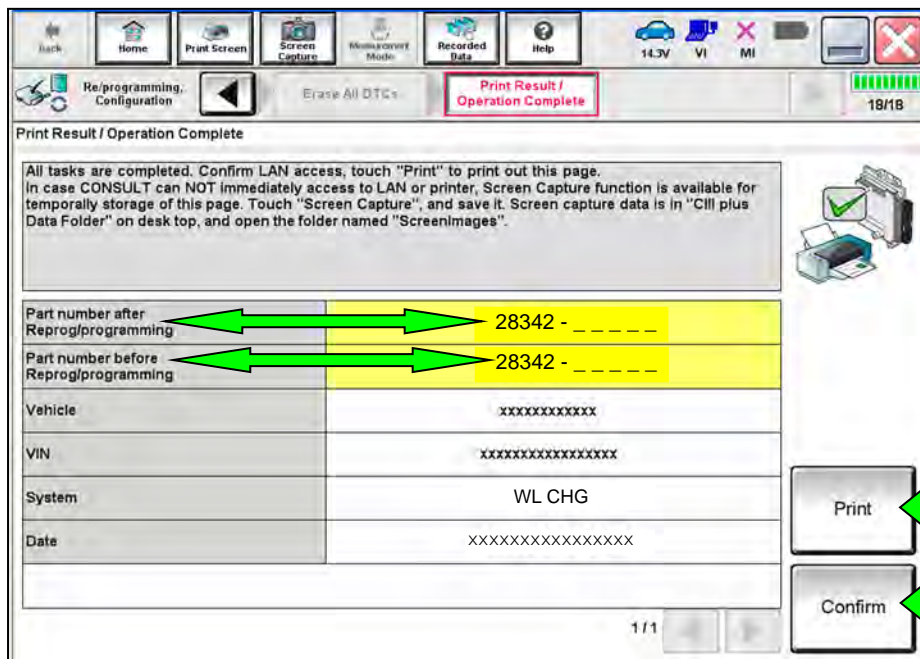 Back
Home
Print Screen
Screen
Capture
Measurement
Mode
Recorded
Data
Help
14.3V
VI
MI
Re/programming,
Configuration
Erase All DTCs
Print Result /
Operation Complete
18/18
Print Result / Operation Complete
All tasks are completed. Confirm LAN access, touch "Print" to print out this page.
In case CONSULT can NOT immediately access to LAN or printer, Screen Capture function is available for
temporally storage of this page. Touch "Screen Capture", and save it. Screen capture data is in "CIII plus
Data Folder" on desk top, and open the folder named "ScreenImages".
Part number after
Reprog/programming
28342 - _ _ _ _ _
Part number before
Reprog/programming
28342 - _ _ _ _ _
Vehicle
xxxxxxxxxxxx
VIN
xxxxxxxxxxxxxxxxx
System
WL CHG
Date
XXXXXXXXXXXXXXXX
Print
Confirm
1/1